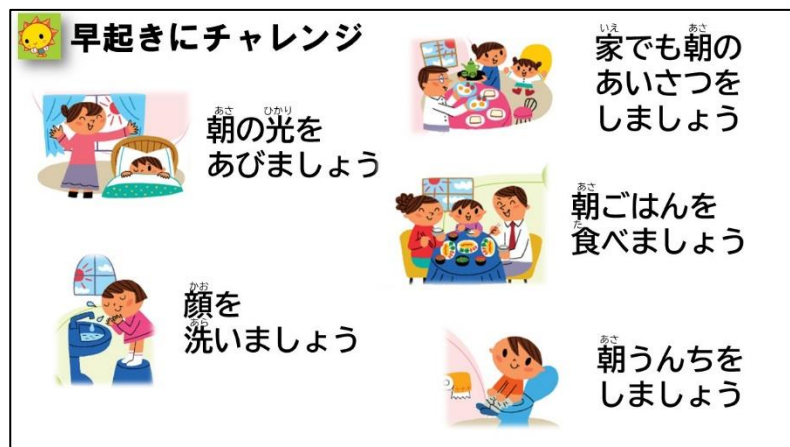 早起きにチャレンジ
朝の光を
あびましょう
顔を
洗いましょう
家でも朝の
あいさつを
しましょう
朝ごはんを
食べましょう
朝うんちを
しましょう